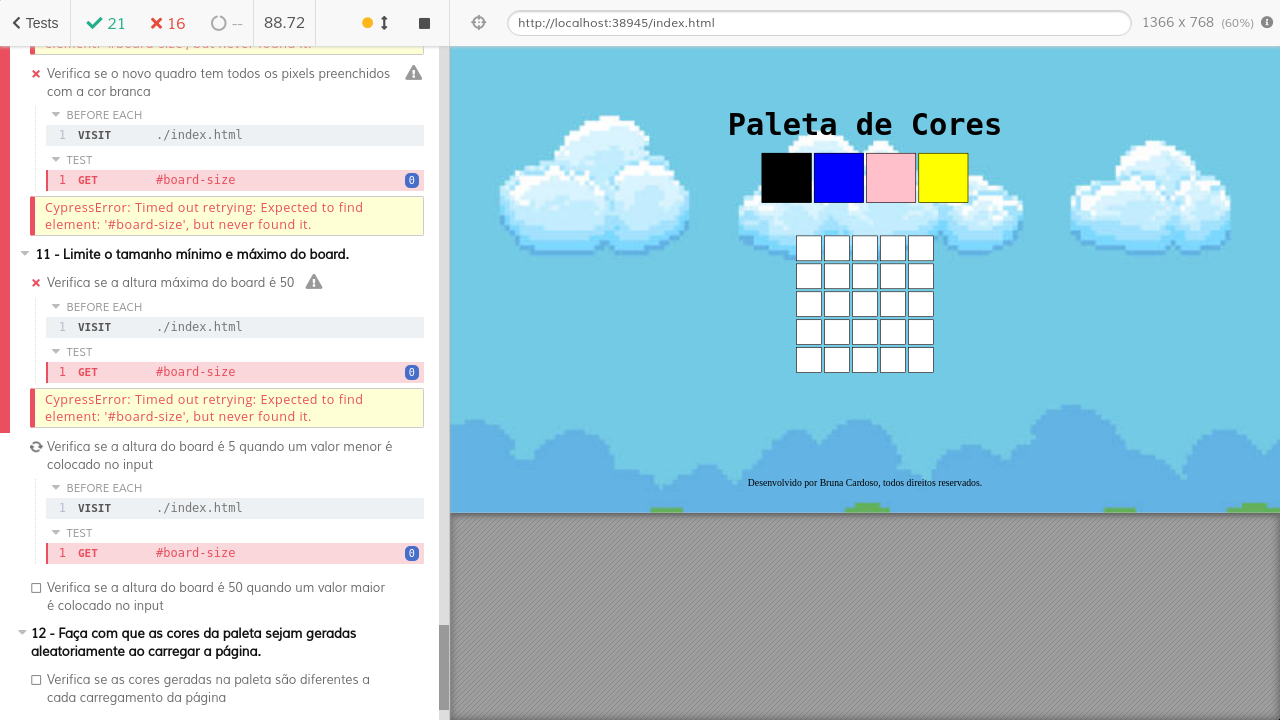 Tests
21
16
--
88.72
http://localhost:38945/index.html
1366 x 768 (60%)
element: '#board-size', but never found it.
Verifica se o novo quadro tem todos os pixels preenchidos
com a cor branca
BEFORE EACH
1 VISIT ./index.html
TEST
1 GET #board-size 0
CypressError: Timed out retrying: Expected to find
element: '#board-size', but never found it.
11 - Limite o tamanho mínimo e máximo do board.
Verifica se a altura máxima do board é 50
BEFORE EACH
1 VISIT ./index.html
TEST
1 GET #board-size 0
CypressError: Timed out retrying: Expected to find
element: '#board-size', but never found it.
Verifica se a altura do board é 5 quando um valor menor é
colocado no input
BEFORE EACH
1 VISIT ./index.html
TEST
1 GET #board-size 0
Verifica se a altura do board é 50 quando um valor maior
é colocado no input
12 - Faça com que as cores da paleta sejam geradas
aleatoriamente ao carregar a página.
Verifica se as cores geradas na paleta são diferentes a
cada carregamento da página
Paleta de Cores
Desenvolvido por Bruna Cardoso, todos direitos reservados.